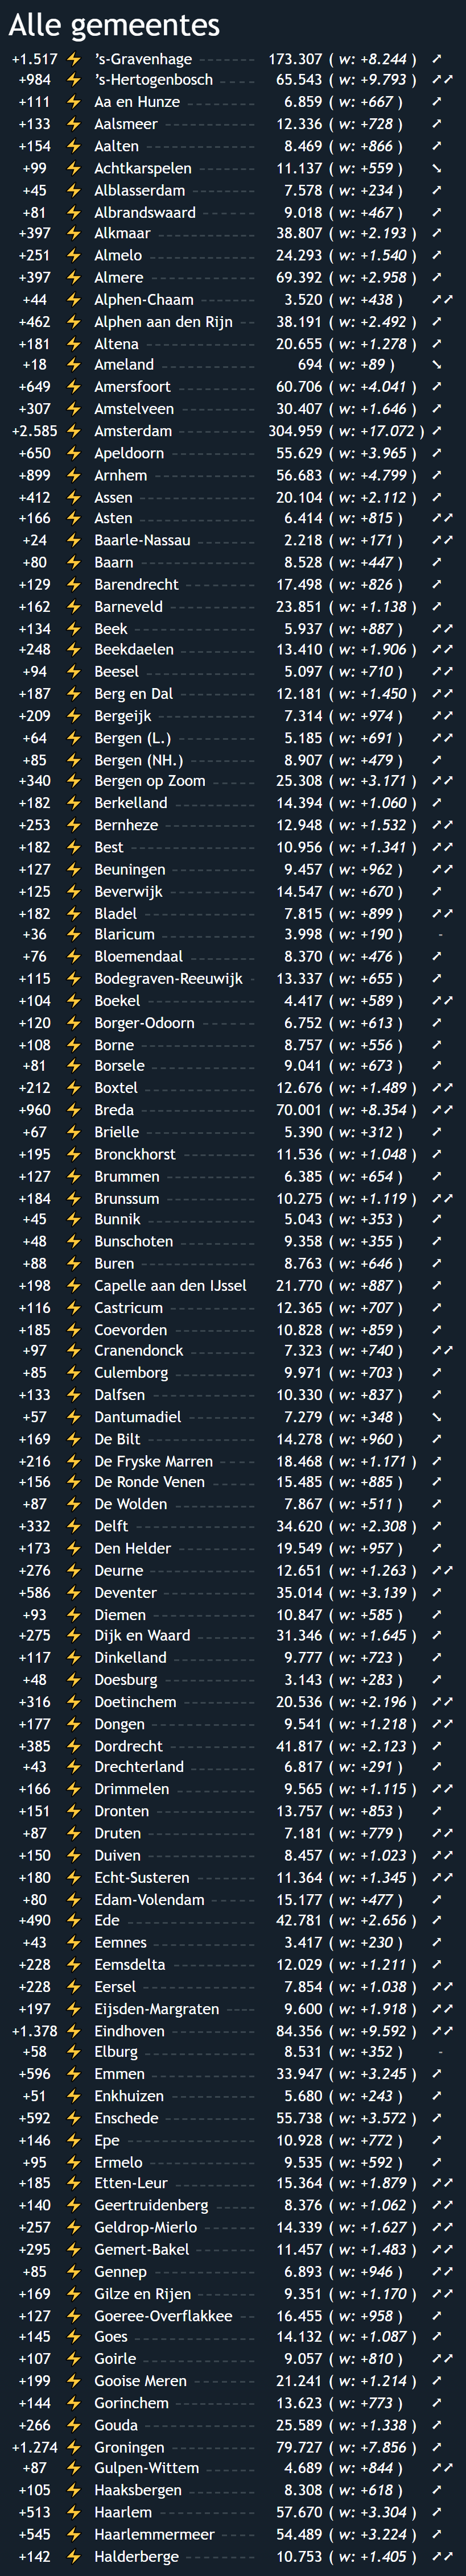 Alle gemeentes
+1.517 ⚡ ’s-Gravenhage 173.307 ( w: +8.244 ) ➚
+984 ⚡ ’s-Hertogenbosch 65.543 ( w: +9.793 ) ➚➚
+111 ⚡ Aa en Hunze 6.859 ( w: +667 ) ➚
+133 ⚡ Aalsmeer 12.336 ( w: +728 ) ➚
+154 ⚡ Aalten 8.469 ( w: +866 ) ➚
+99 ⚡ Achtkarspelen 11.137 ( w: +559 ) ➘
+45 ⚡ Alblasserdam 7.578 ( w: +234 ) ➚
+81 ⚡ Albrandswaard 9.018 ( w: +467 ) ➚
+397 ⚡ Alkmaar 38.807 ( w: +2.193 ) ➚
+251 ⚡ Almelo 24.293 ( w: +1.540 ) ➚
+397 ⚡ Almere 69.392 ( w: +2.958 ) ➚
+44 ⚡ Alphen-Chaam 3.520 ( w: +438 ) ➚➚
+462 ⚡ Alphen aan den Rijn 38.191 ( w: +2.492 ) ➚
+181 ⚡ Altena 20.655 ( w: +1.278 ) ➚
+18 ⚡ Ameland 694 ( w: +89 ) ➘
+649 ⚡ Amersfoort 60.706 ( w: +4.041 ) ➚
+307 ⚡ Amstelveen 30.407 ( w: +1.646 ) ➚
+2.585 ⚡ Amsterdam 304.959 ( w: +17.072 ) ➚
+650 ⚡ Apeldoorn 55.629 ( w: +3.965 ) ➚
+899 ⚡ Arnhem 56.683 ( w: +4.799 ) ➚
+412 ⚡ Assen 20.104 ( w: +2.112 ) ➚
+166 ⚡ Asten 6.414 ( w: +815 ) ➚➚
+24 ⚡ Baarle-Nassau 2.218 ( w: +171 ) ➚➚
+80 ⚡ Baarn 8.528 ( w: +447 ) ➚
+129 ⚡ Barendrecht 17.498 ( w: +826 ) ➚
+162 ⚡ Barneveld 23.851 ( w: +1.138 ) ➚
+134 ⚡ Beek 5.937 ( w: +887 ) ➚➚
+248 ⚡ Beekdaelen 13.410 ( w: +1.906 ) ➚➚
+94 ⚡ Beesel 5.097 ( w: +710 ) ➚➚
+187 ⚡ Berg en Dal 12.181 ( w: +1.450 ) ➚➚
+209 ⚡ Bergeijk 7.314 ( w: +974 ) ➚➚
+64 ⚡ Bergen (L.) 5.185 ( w: +691 ) ➚➚
+85 ⚡ Bergen (NH.) 8.907 ( w: +479 ) ➚
+340 ⚡ Bergen op Zoom 25.308 ( w: +3.171 ) ➚➚
+182 ⚡ Berkelland 14.394 ( w: +1.060 ) ➚
+253 ⚡ Bernheze 12.948 ( w: +1.532 ) ➚➚
+182 ⚡ Best 10.956 ( w: +1.341 ) ➚➚
+127 ⚡ Beuningen 9.457 ( w: +962 ) ➚➚
+125 ⚡ Beverwijk 14.547 ( w: +670 ) ➚
+182 ⚡ Bladel 7.815 ( w: +899 ) ➚➚
+36 ⚡ Blaricum 3.998 ( w: +190 ) -
+76 ⚡ Bloemendaal 8.370 ( w: +476 ) ➚
+115 ⚡ Bodegraven-Reeuwijk 13.337 ( w: +655 ) ➚
+104 ⚡ Boekel 4.417 ( w: +589 ) ➚➚
+120 ⚡ Borger-Odoorn 6.752 ( w: +613 ) ➚
+108 ⚡ Borne 8.757 ( w: +556 ) ➚
+81 ⚡ Borsele 9.041 ( w: +673 ) ➚
+212 ⚡ Boxtel 12.676 ( w: +1.489 ) ➚➚
+960 ⚡ Breda 70.001 ( w: +8.354 ) ➚➚
+67 ⚡ Brielle 5.390 ( w: +312 ) ➚
+195 ⚡ Bronckhorst 11.536 ( w: +1.048 ) ➚
+127 ⚡ Brummen 6.385 ( w: +654 ) ➚
+184 ⚡ Brunssum 10.275 ( w: +1.119 ) ➚➚
+45 ⚡ Bunnik 5.043 ( w: +353 ) ➚
+48 ⚡ Bunschoten 9.358 ( w: +355 ) ➚
+88 ⚡ Buren 8.763 ( w: +646 ) ➚
+198 ⚡ Capelle aan den IJssel 21.770 ( w: +887 ) ➚
+116 ⚡ Castricum 12.365 ( w: +707 ) ➚
+185 ⚡ Coevorden 10.828 ( w: +859 ) ➚
+97 ⚡ Cranendonck 7.323 ( w: +740 ) ➚➚
+85 ⚡ Culemborg 9.971 ( w: +703 ) ➚
+133 ⚡ Dalfsen 10.330 ( w: +837 ) ➚
+57 ⚡ Dantumadiel 7.279 ( w: +348 ) ➘
+169 ⚡ De Bilt 14.278 ( w: +960 ) ➚
+216 ⚡ De Fryske Marren 18.468 ( w: +1.171 ) ➚
+156 ⚡ De Ronde Venen 15.485 ( w: +885 ) ➚
+87 ⚡ De Wolden 7.867 ( w: +511 ) ➚
+332 ⚡ Delft 34.620 ( w: +2.308 ) ➚
+173 ⚡ Den Helder 19.549 ( w: +957 ) ➚
+276 ⚡ Deurne 12.651 ( w: +1.263 ) ➚➚
+586 ⚡ Deventer 35.014 ( w: +3.139 ) ➚
+93 ⚡ Diemen 10.847 ( w: +585 ) ➚
+275 ⚡ Dijk en Waard 31.346 ( w: +1.645 ) ➚
+117 ⚡ Dinkelland 9.777 ( w: +723 ) ➚
+48 ⚡ Doesburg 3.143 ( w: +283 ) ➚
+316 ⚡ Doetinchem 20.536 ( w: +2.196 ) ➚➚
+177 ⚡ Dongen 9.541 ( w: +1.218 ) ➚➚
+385 ⚡ Dordrecht 41.817 ( w: +2.123 ) ➚
+43 ⚡ Drechterland 6.817 ( w: +291 ) ➚
+166 ⚡ Drimmelen 9.565 ( w: +1.115 ) ➚➚
+151 ⚡ Dronten 13.757 ( w: +853 ) ➚
+87 ⚡ Druten 7.181 ( w: +779 ) ➚➚
+150 ⚡ Duiven 8.457 ( w: +1.023 ) ➚➚
+180 ⚡ Echt-Susteren 11.364 ( w: +1.345 ) ➚➚
+80 ⚡ Edam-Volendam 15.177 ( w: +477 ) ➚
+490 ⚡ Ede 42.781 ( w: +2.656 ) ➚
+43 ⚡ Eemnes 3.417 ( w: +230 ) ➚
+228 ⚡ Eemsdelta 12.029 ( w: +1.211 ) ➚
+228 ⚡ Eersel 7.854 ( w: +1.038 ) ➚➚
+197 ⚡ Eijsden-Margraten 9.600 ( w: +1.918 ) ➚➚
+1.378 ⚡ Eindhoven 84.356 ( w: +9.592 ) ➚➚
+58 ⚡ Elburg 8.531 ( w: +352 ) -
+596 ⚡ Emmen 33.947 ( w: +3.245 ) ➚
+51 ⚡ Enkhuizen 5.680 ( w: +243 ) ➚
+592 ⚡ Enschede 55.738 ( w: +3.572 ) ➚
+146 ⚡ Epe 10.928 ( w: +772 ) ➚
+95 ⚡ Ermelo 9.535 ( w: +592 ) ➚
+185 ⚡ Etten-Leur 15.364 ( w: +1.879 ) ➚➚
+140 ⚡ Geertruidenberg 8.376 ( w: +1.062 ) ➚➚
+257 ⚡ Geldrop-Mierlo 14.339 ( w: +1.627 ) ➚➚
+295 ⚡ Gemert-Bakel 11.457 ( w: +1.483 ) ➚➚
+85 ⚡ Gennep 6.893 ( w: +946 ) ➚➚
+169 ⚡ Gilze en Rijen 9.351 ( w: +1.170 ) ➚➚
+127 ⚡ Goeree-Overflakkee 16.455 ( w: +958 ) ➚
+145 ⚡ Goes 14.132 ( w: +1.087 ) ➚
+107 ⚡ Goirle 9.057 ( w: +810 ) ➚➚
+199 ⚡ Gooise Meren 21.241 ( w: +1.214 ) ➚
+144 ⚡ Gorinchem 13.623 ( w: +773 ) ➚
+266 ⚡ Gouda 25.589 ( w: +1.338 ) ➚
+1.274 ⚡ Groningen 79.727 ( w: +7.856 ) ➚
+87 ⚡ Gulpen-Wittem 4.689 ( w: +844 ) ➚➚
+105 ⚡ Haaksbergen 8.308 ( w: +618 ) ➚
+513 ⚡ Haarlem 57.670 ( w: +3.304 ) ➚
+545 ⚡ Haarlemmermeer 54.489 ( w: +3.224 ) ➚
+142 ⚡ Halderberge 10.753 ( w: +1.405 ) ➚➚